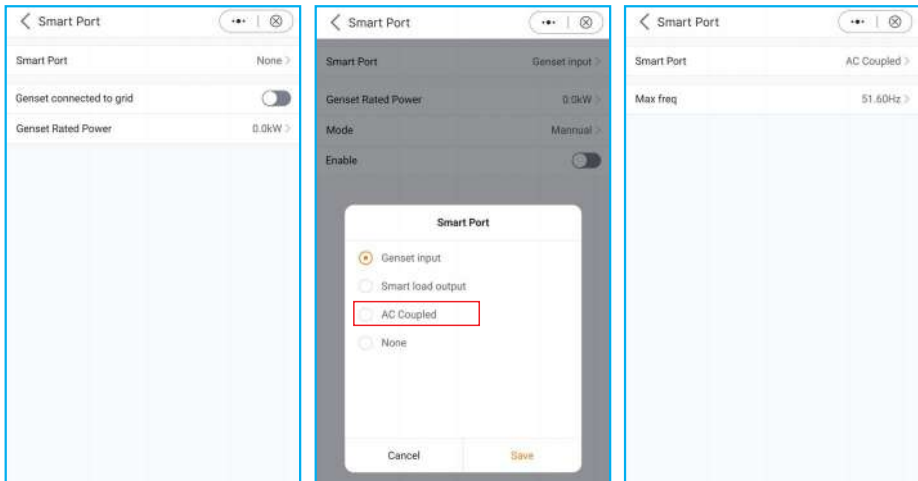 Smart Port
Smart Port None
Genset connected to grid
Genset Rated Power 0.0kW
Smart Port
Smart Port Genset input
Genset Rated Power 0.0kW
Mode Mannual
Enable
Smart Port
Genset input
Smart load output
AC Coupled
None
Cancel Save
Smart Port
Smart Port AC Coupled
Max freq 51.60Hz